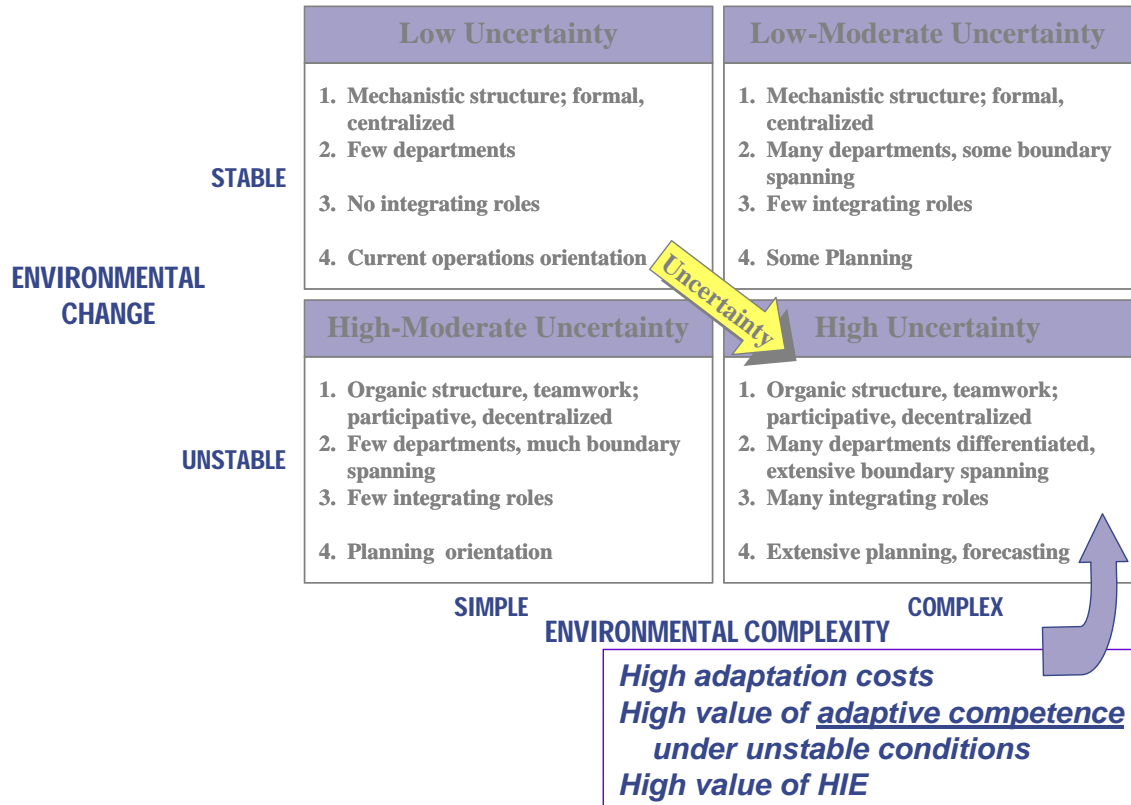 Low Uncertainty
1. Mechanistic structure; formal,
centralized
2. Few departments
3. No integrating roles
4. Current operations orientation
Low-Moderate Uncertainty
1. Mechanistic structure; formal,
centralized
2. Many departments, some boundary
spanning
3. Few integrating roles
4. Some Planning
STABLE
ENVIRONMENTAL
CHANGE
Uncertainty
High-Moderate Uncertainty
1. Organic structure, teamwork;
participative, decentralized
2. Few departments, much boundary
spanning
3. Few integrating roles
4. Planning orientation
High Uncertainty
1. Organic structure, teamwork;
participative, decentralized
2. Many departments differentiated,
extensive boundary spanning
3. Many integrating roles
4. Extensive planning, forecasting
UNSTABLE
SIMPLE
COMPLEX
ENVIRONMENTAL COMPLEXITY
High adaptation costs
High value of adaptive competence
under unstable conditions
High value of HIE